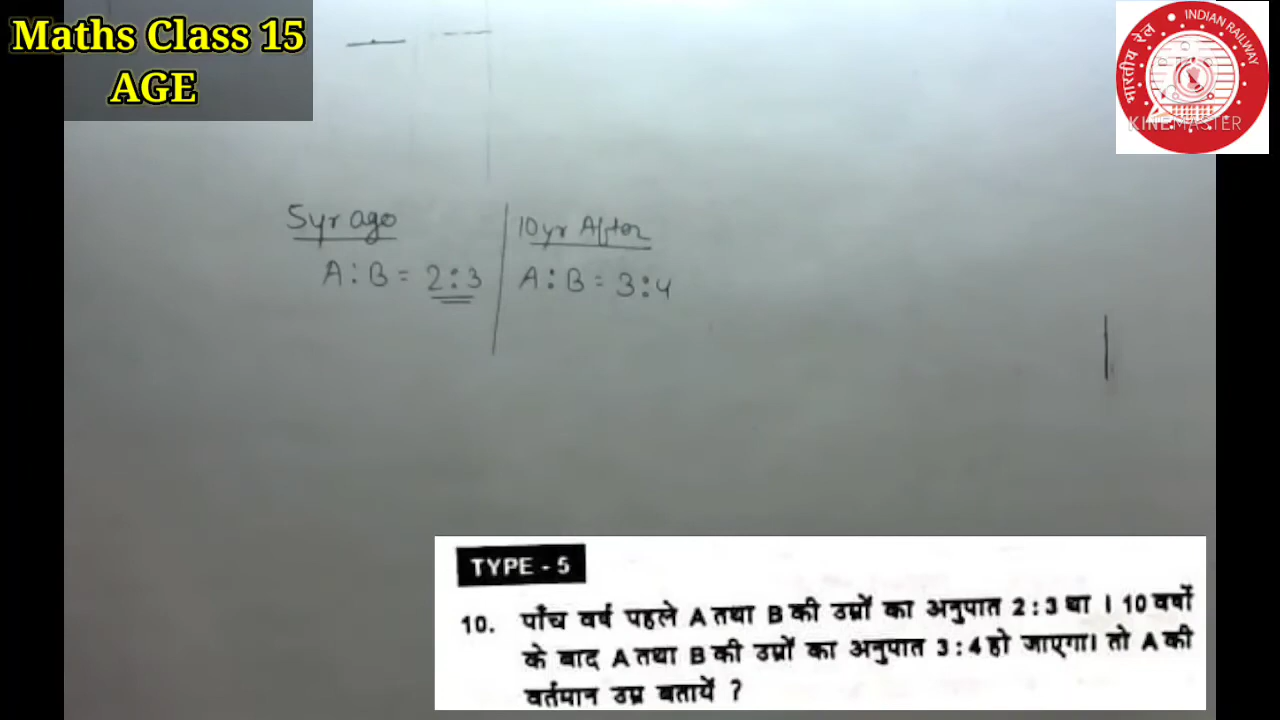 Maths Class 15
AGE
INDIAN RAILWAY
भारतीय रेल
KINEMASTER
5yr ago
10yr After
A : B = 2 : 3
A : B = 3 : 4
TYPE - 5
10. पाँच वर्ष पहले A तथा B की उम्रों का अनुपात 2 : 3 था । 10 वर्षों
के बाद A तथा B की उम्रों का अनुपात 3 : 4 हो जाएगा। तो A की
वर्तमान उम्र बतायें ?